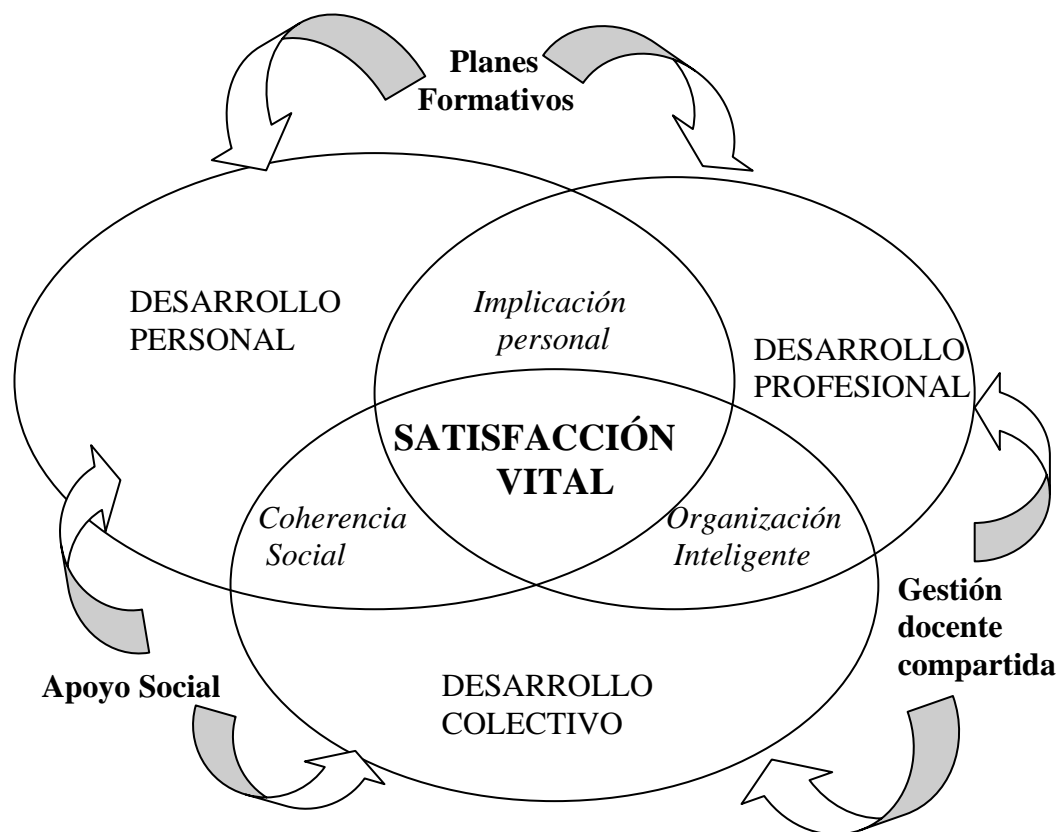 Planes
Formativos
DESARROLLO
PERSONAL
Implicación
personal
DESARROLLO
PROFESIONAL
SATISFACCIÓN
VITAL
Coherencia
Social
Organización
Inteligente
Gestión
docente
compartida
Apoyo Social
DESARROLLO
COLECTIVO